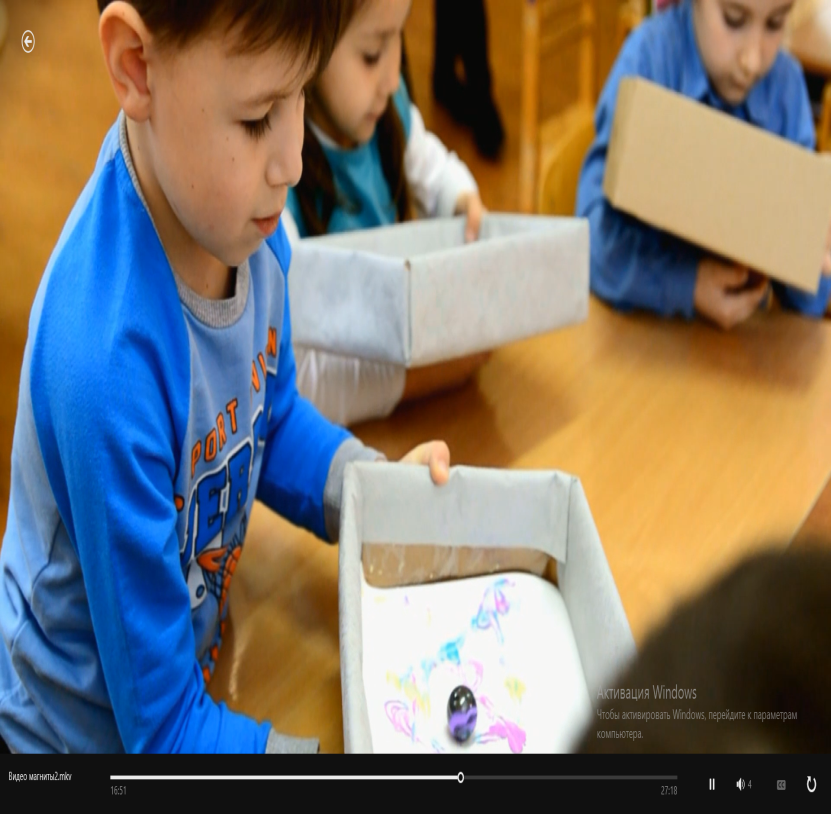 PORT
Активация Windows
Чтобы активировать Windows, перейдите к параметрам
компьютера.
Видео магниты2.mkv
16:51
27:18
4